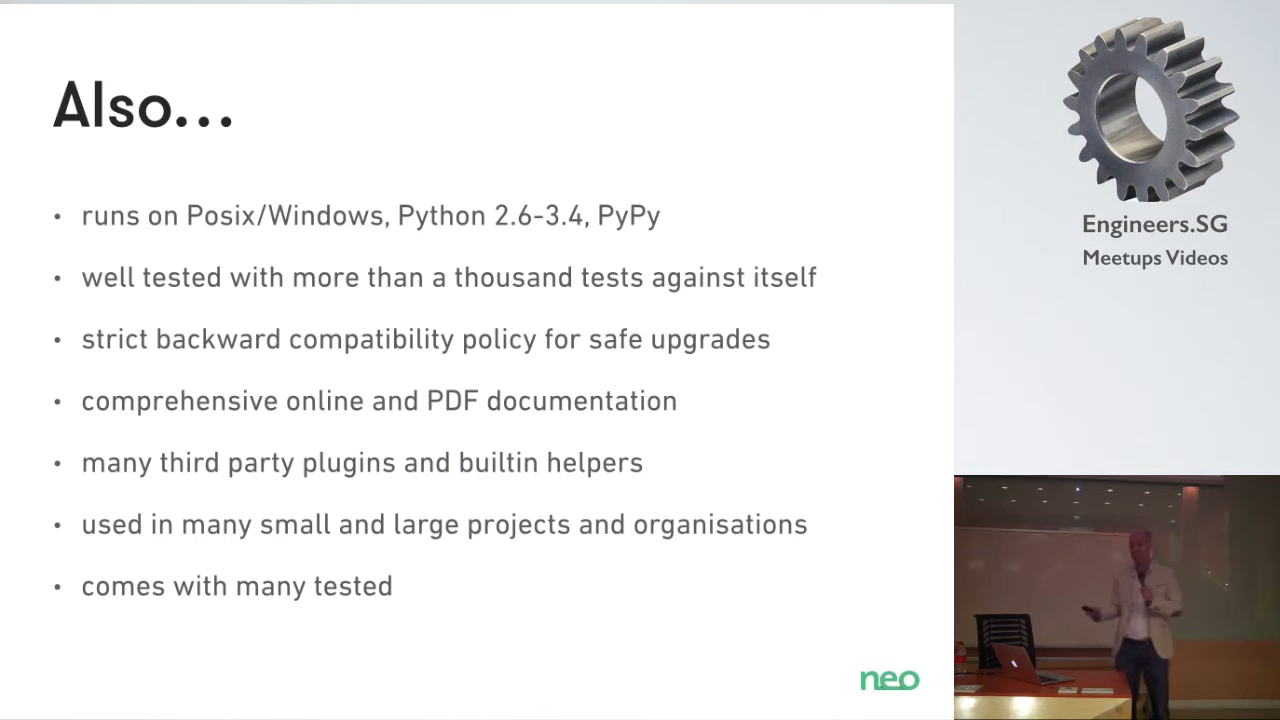 Also...
• runs on Posix/Windows, Python 2.6-3.4, PyPy
• well tested with more than a thousand tests against itself
• strict backward compatibility policy for safe upgrades
• comprehensive online and PDF documentation
• many third party plugins and builtin helpers
• used in many small and large projects and organisations
• comes with many tested
neo
Engineers.SG
Meetups Videos